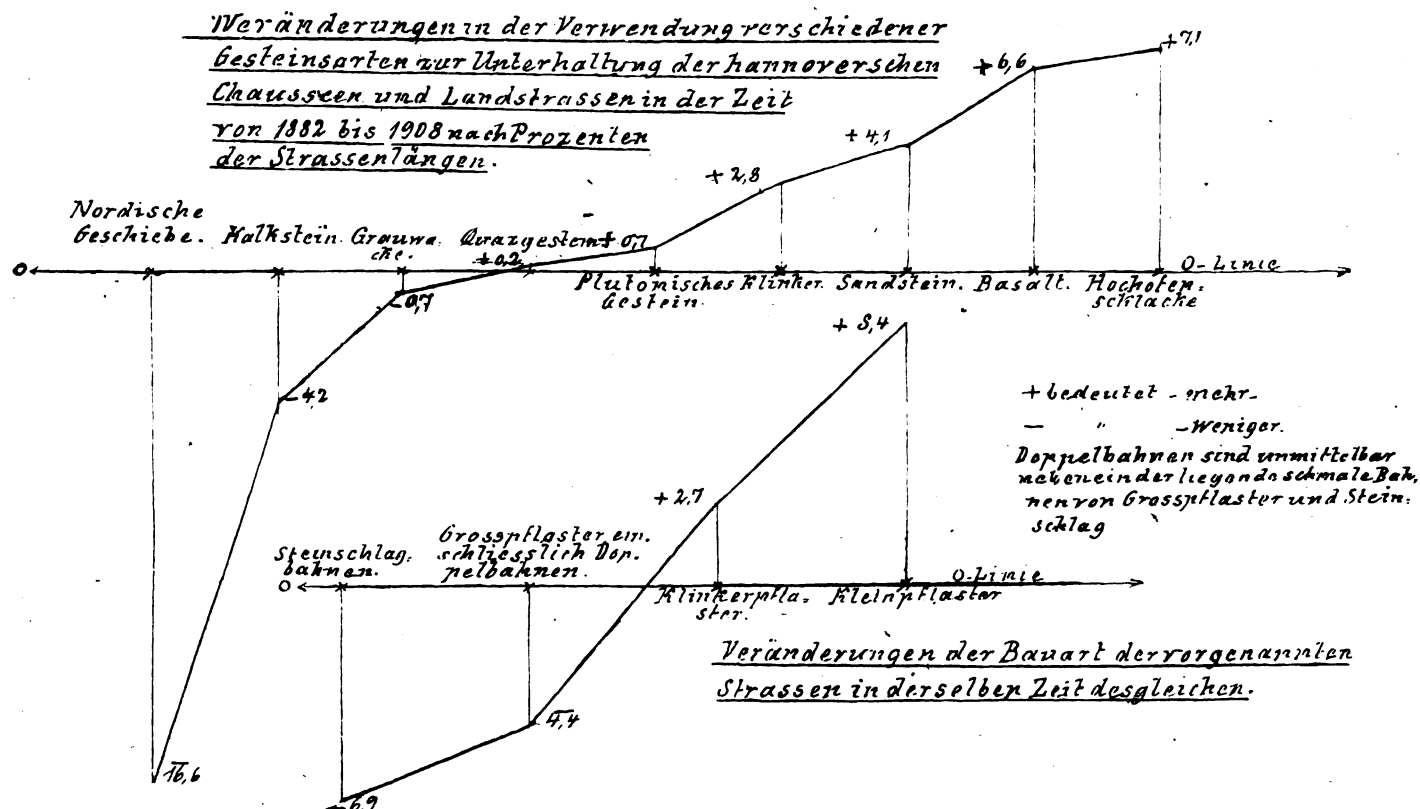 Veränderungen in der Verwendung verschiedener
Gesteinsarten zur Unterhaltung der hannoverschen
Chausseen und Landstrassen in der Zeit
von 1882 bis 1908 nach Prozenten
der Strassenlängen.
+7,1
+ 6,6
+ 4,1
+ 2,8
Nordische
Geschiebe. Kalkstein. Grauwa
cke. Quarzgestein + 0,7
+0,2
0
0-Linie
Plutonisches Klinker. Sandstein. Basalt. Hochofen=
Gestein. schlacke
-0,7
-4,2
-16,6
+ 5,4
+ bedeutet - mehr-
- " -Weniger.
Doppelbahnen sind unmittelbar
nebeneinder liegende schmale Bah,
nen von Grosspflaster und Stein=
schlag
+ 2,7
Grosspflaster ein.
Steinschlag= schliesslich Dop=
bahnen. pelbahnen.
0
0-Linie
Klinkerpfla= Kleinpflaster
ster.
Veränderungen der Bauart der vorgenannten
Strassen in derselben Zeit desgleichen.
-4,4
-6,9